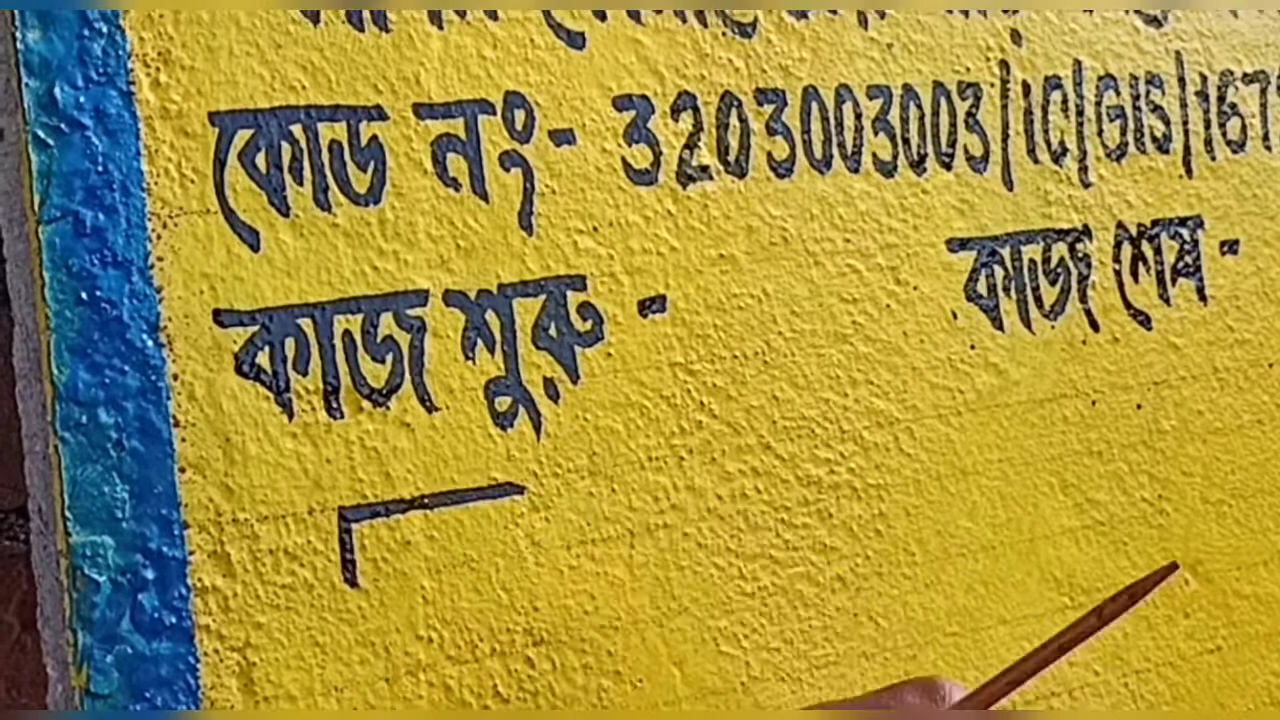 কোড নং- 3203003003/IC/GIS/167
কাজ শুরু - কাজ শেষ -